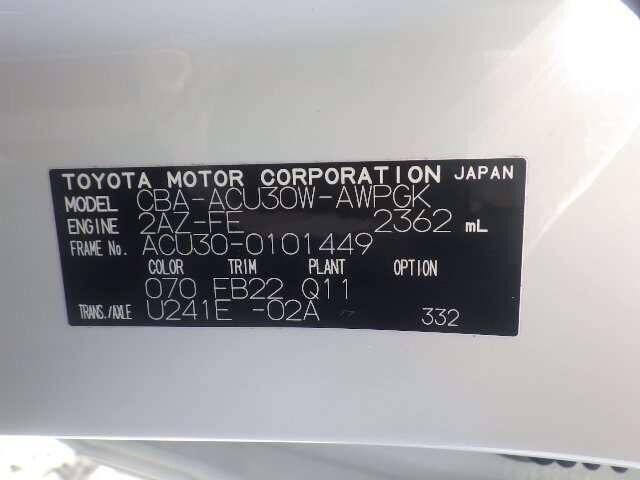 TOYOTA MOTOR CORPORATION JAPAN
MODEL CBA-ACU30W-AWPGK
ENGINE 2AZ-FE 2362 mL
FRAME No. ACU30-0101449
COLOR TRIM PLANT OPTION
070 FB22 Q11
TRANS./AXLE U241E -02A 332